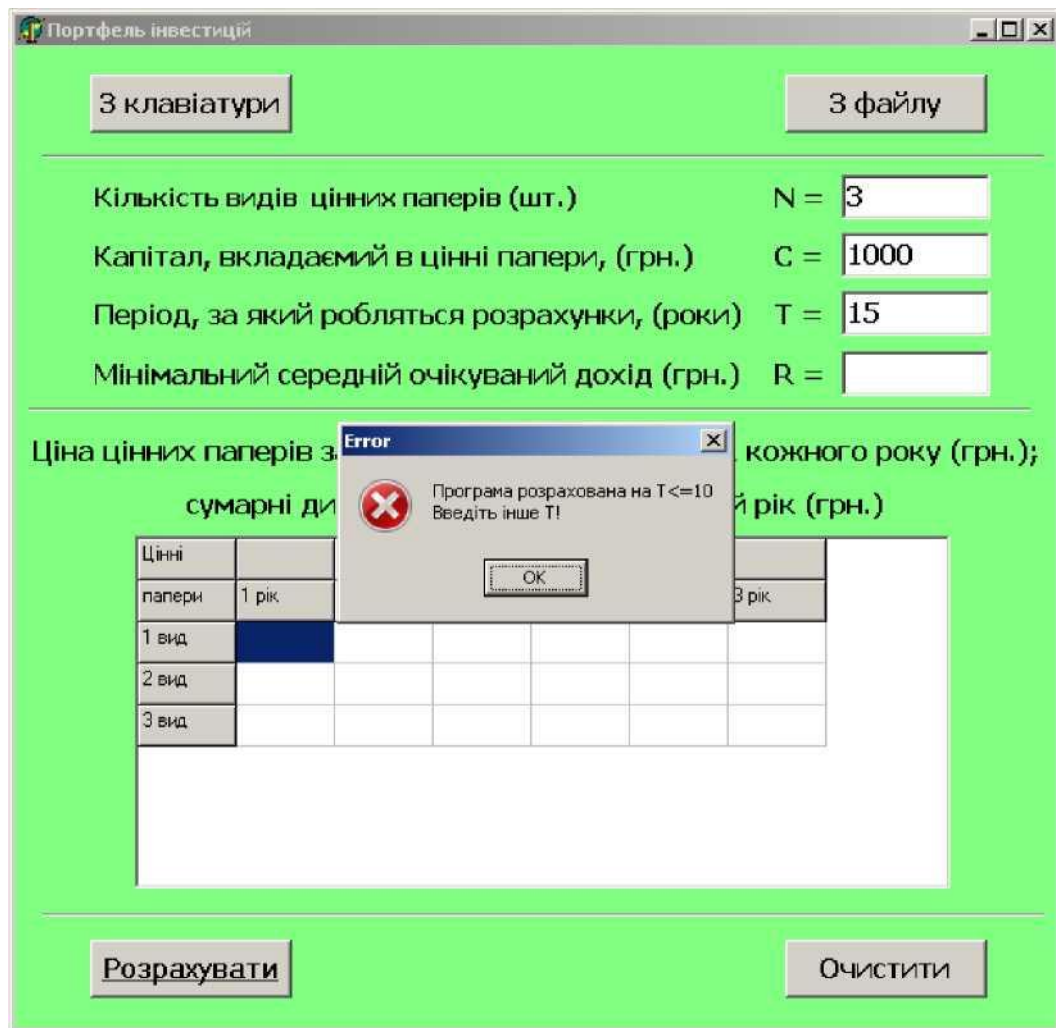 Портфель інвестицій
З клавіатури
З файлу
Кількість видів цінних паперів (шт.) N = 3
Капітал, вкладаємий в цінні папери, (грн.) C = 1000
Період, за який робляться розрахунки, (роки) T = 15
Мінімальний середній очікуваний дохід (грн.) R =
Error
Ціна цінних паперів кожного року (грн.);
Програма розрахована на T<=10
Введіть інше T!
сумарні рік (грн.)
OK
Цінні
папери 1 рік 3 рік
1 вид
2 вид
3 вид
Розрахувати
Очистити